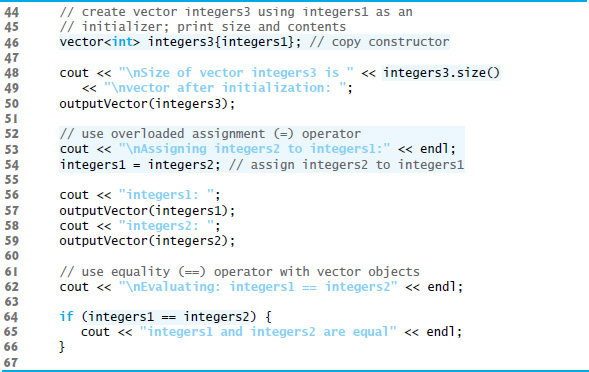 44 // create vector integers3 using integers1 as an
45 // initializer; print size and contents
46 vector<int> integers3{integers1}; // copy constructor
47
48 cout << "\nSize of vector integers3 is " << integers3.size()
49 << "\nvector after initialization: ";
50 outputVector(integers3);
51
52 // use overloaded assignment (=) operator
53 cout << "\nAssigning integers2 to integers1:" << endl;
54 integers1 = integers2; // assign integers2 to integers1
55
56 cout << "integers1: ";
57 outputVector(integers1);
58 cout << "integers2: ";
59 outputVector(integers2);
60
61 // use equality (==) operator with vector objects
62 cout << "\nEvaluating: integers1 == integers2" << endl;
63
64 if (integers1 == integers2) {
65 cout << "integers1 and integers2 are equal" << endl;
66 }
67